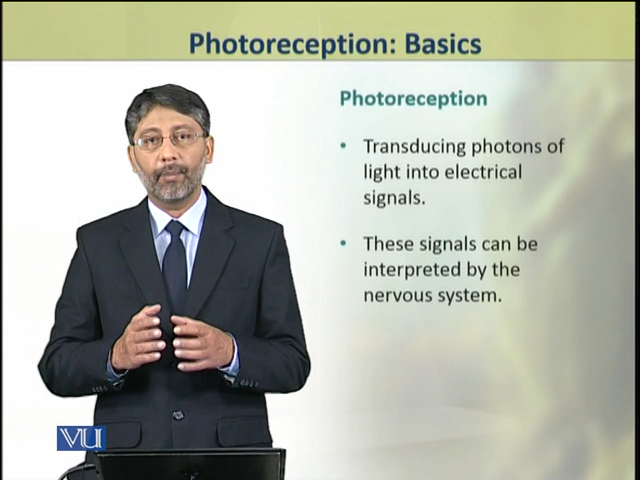 Photoreception: Basics
Photoreception
• Transducing photons of
light into electrical
signals.
• These signals can be
interpreted by the
nervous system.
VU